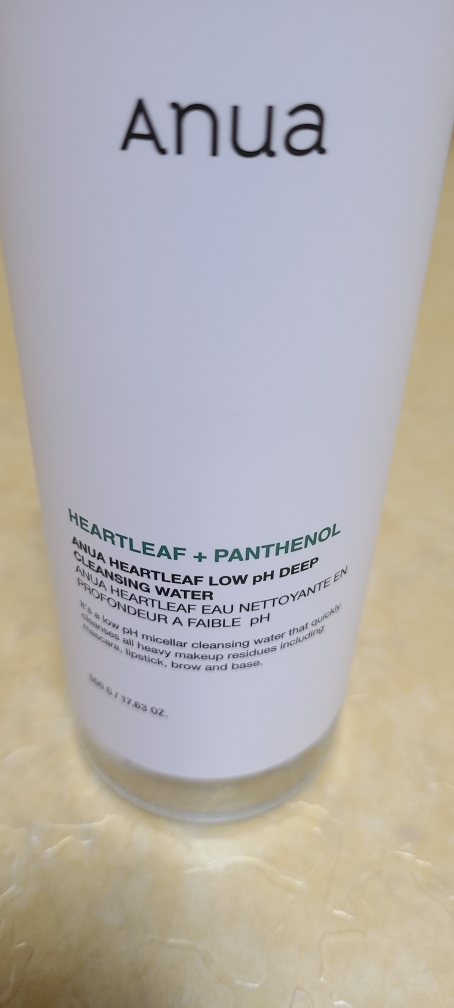 Anua
HEARTLEAF + PANTHENOL
ANUA HEARTLEAF LOW pH DEEP
CLEANSING WATER
ANUA HEARTLEAF EAU NETTOYANTE EN
PROFONDEUR A FAIBLE pH
It's a low pH micellar cleansing water that quickly
cleanses all heavy makeup residues including
mascara, lipstick, brow and base.
500 g / 17.63 OZ.